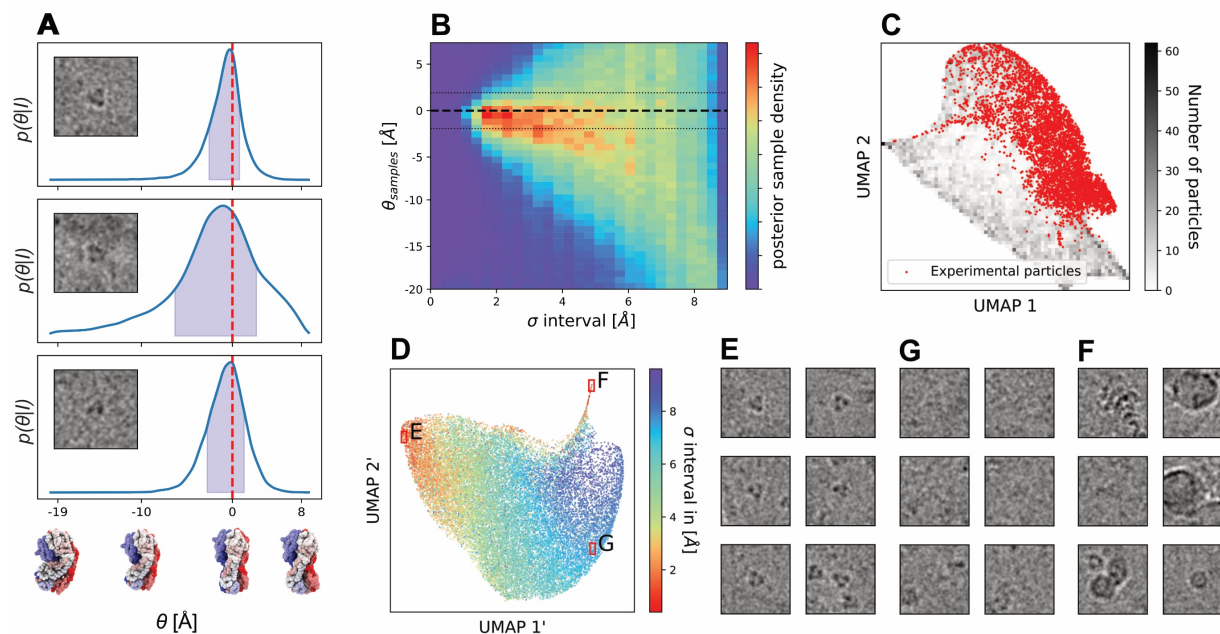 A
p(θ|I)
p(θ|I)
p(θ|I)
-19
-10
0
8
θ [Å]
B
5
0
-5
-10
-15
-20
θsamples [Å]
0
2
4
6
8
σ interval [Å]
posterior sample density
C
UMAP 2
Experimental particles
UMAP 1
60
50
40
30
20
10
0
Number of particles
D
F
E
G
UMAP 2'
UMAP 1'
8
6
4
2
σ interval in [Å]
E
G
F